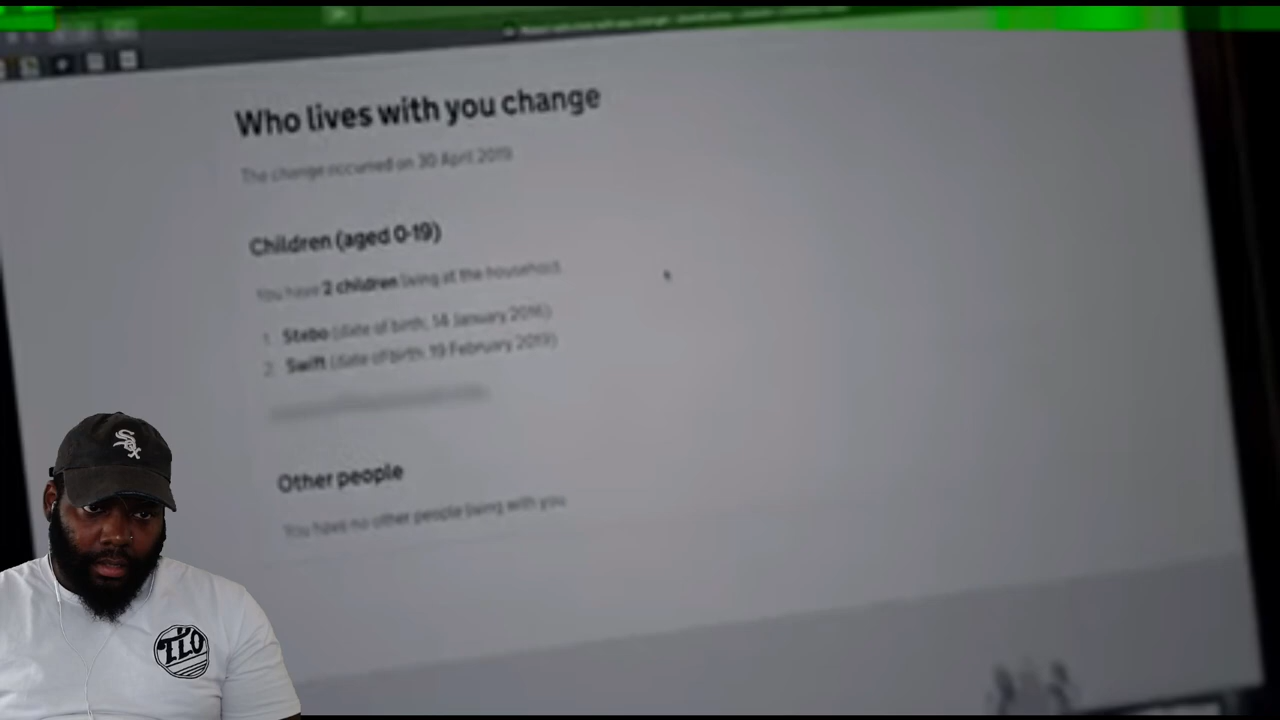 Who lives with you change
The change occurred on 30 April 2019
Children (aged 0-19)
You have 2 children living at the household
1. Stebo (date of birth: 14 January 2016)
2. Swift (date of birth: 19 February 2019)
Other people
You have no other people living with you
Sox
TLO